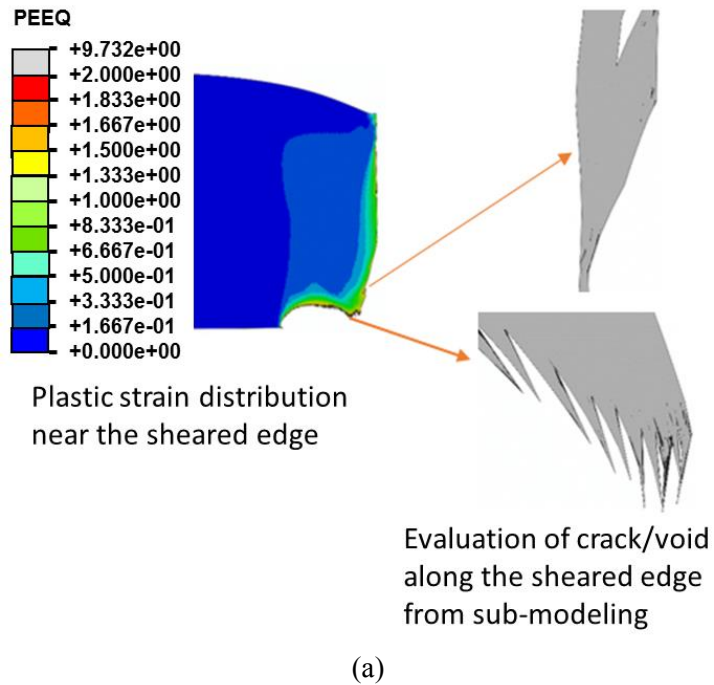 PEEQ
+9.732e+00
+2.000e+00
+1.833e+00
+1.667e+00
+1.500e+00
+1.333e+00
+1.000e+00
+8.333e-01
+6.667e-01
+5.000e-01
+3.333e-01
+1.667e-01
+0.000e+00
Plastic strain distribution
near the sheared edge
Evaluation of crack/void
along the sheared edge
from sub-modeling
(a)